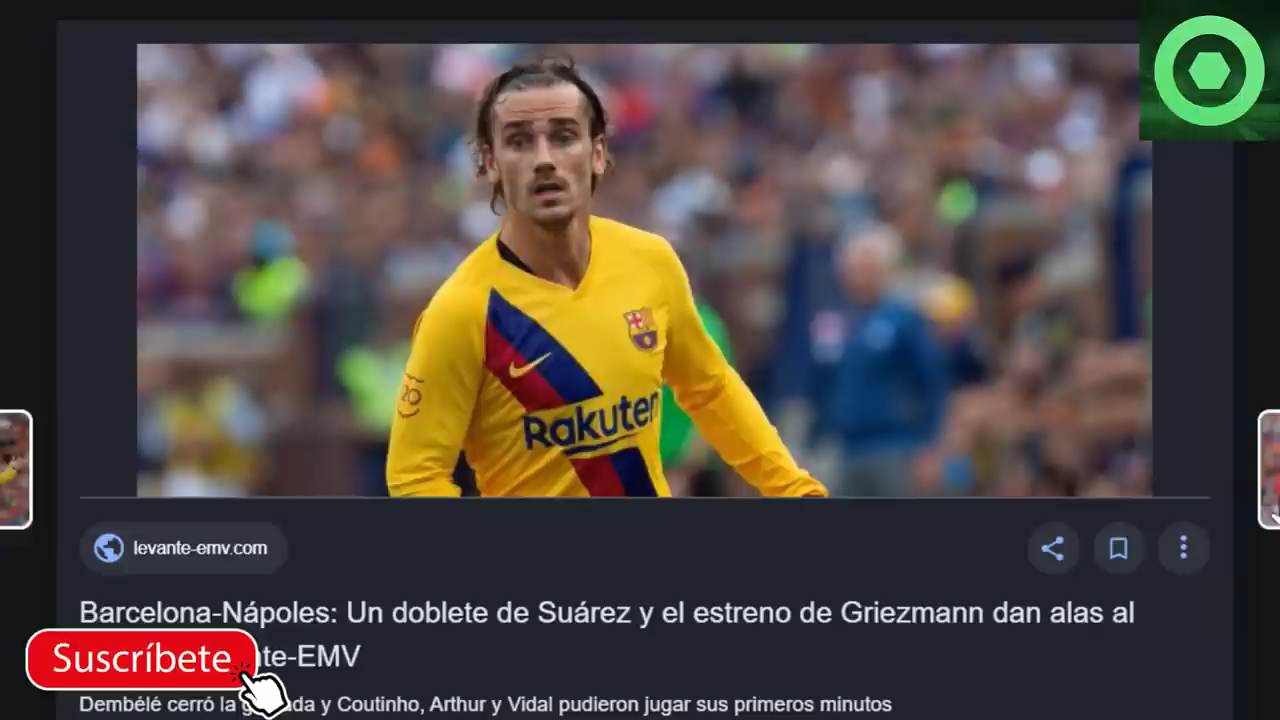 20
Rakuten
levante-emv.com
Barcelona-Nápoles: Un doblete de Suárez y el estreno de Griezmann dan alas al
Suscríbete
te-EMV
Dembélé cerró la y Coutinho, Arthur y Vidal pudieron jugar sus primeros minutos